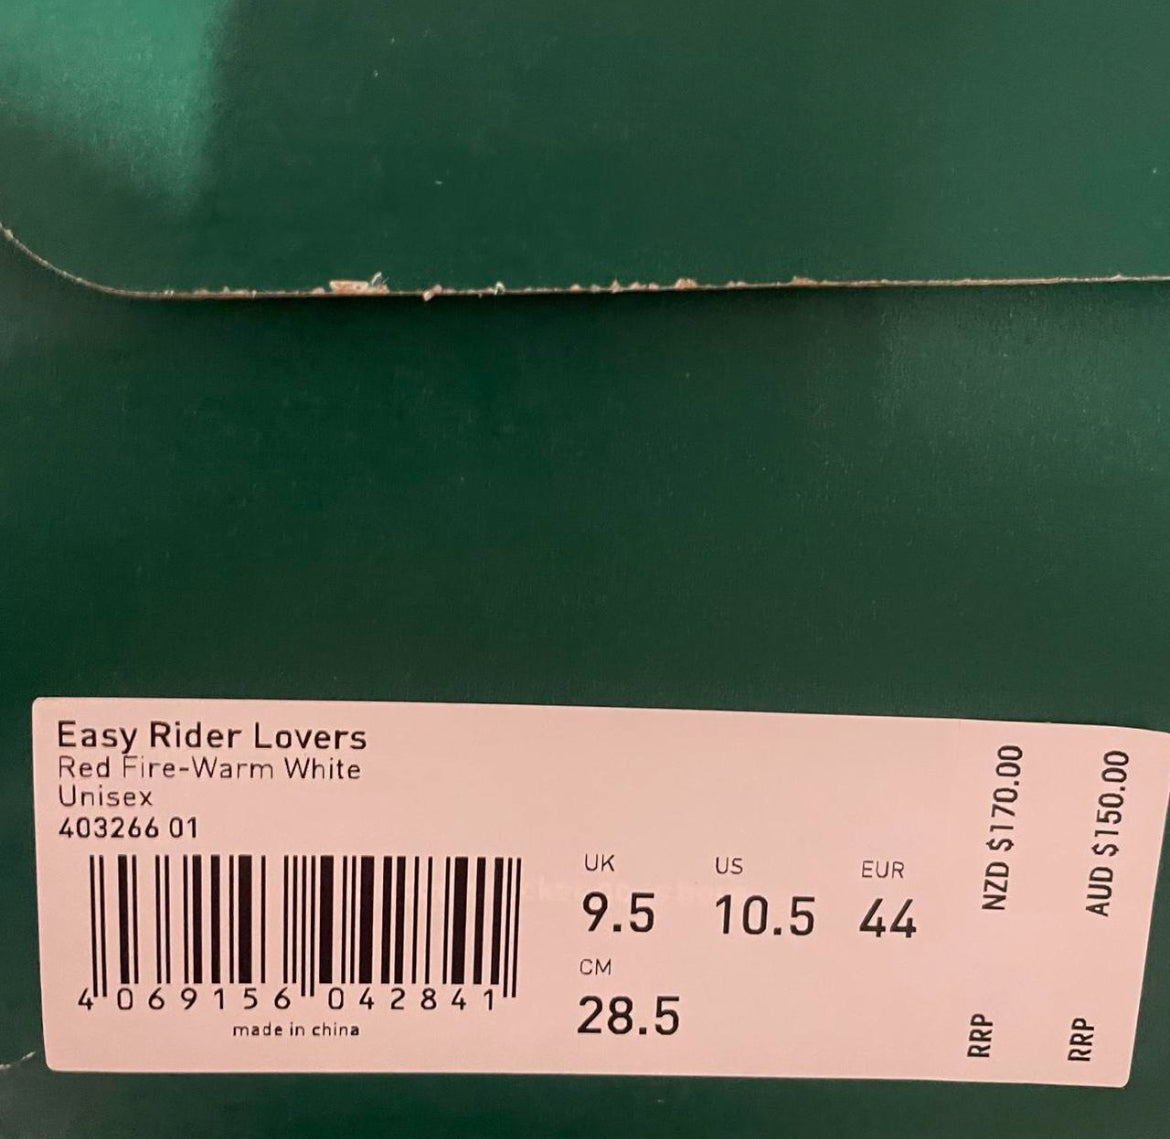 Easy Rider Lovers
Red Fire-Warm White
Unisex
403266 01
4 069156 042841
made in china
UK US EUR
9.5 10.5 44
CM
28.5
RRP NZD $170.00
RRP AUD $150.00